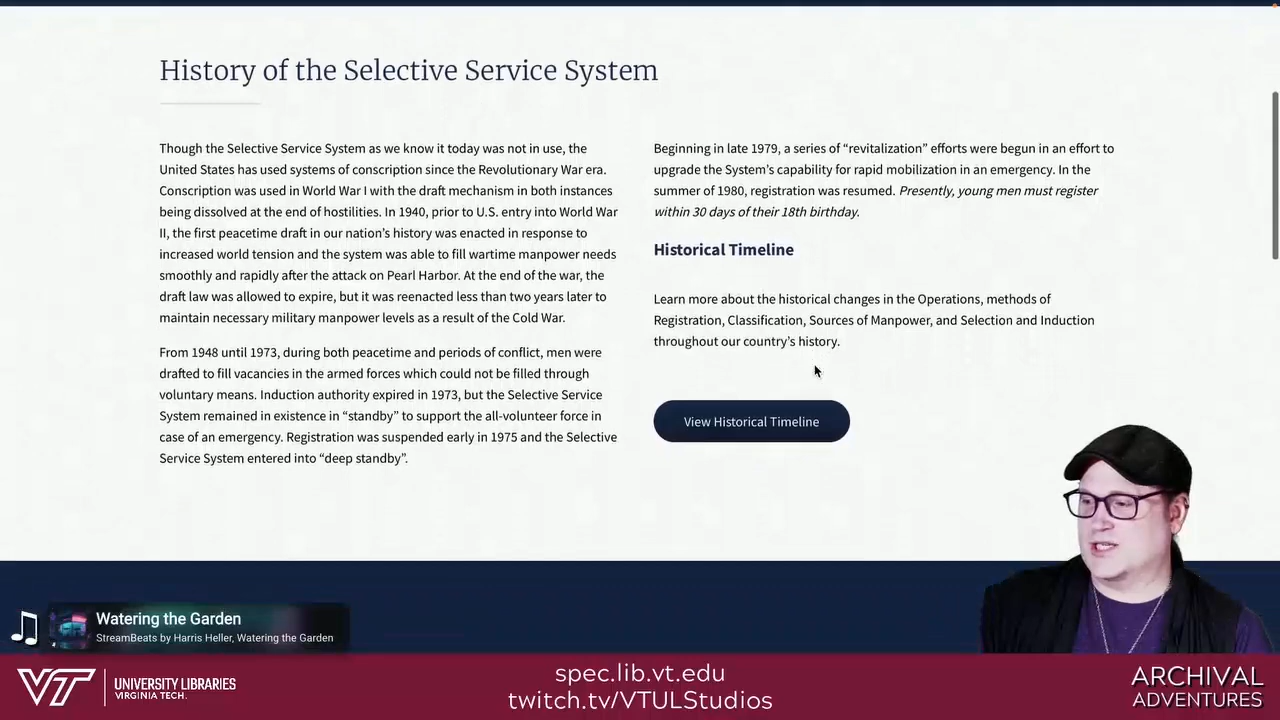 History of the Selective Service System
Though the Selective Service System as we know it today was not in use, the
United States has used systems of conscription since the Revolutionary War era.
Conscription was used in World War I with the draft mechanism in both instances
being dissolved at the end of hostilities. In 1940, prior to U.S. entry into World War
II, the first peacetime draft in our nation's history was enacted in response to
increased world tension and the system was able to fill wartime manpower needs
smoothly and rapidly after the attack on Pearl Harbor. At the end of the war, the
draft law was allowed to expire, but it was reenacted less than two years later to
maintain necessary military manpower levels as a result of the Cold War.
From 1948 until 1973, during both peacetime and periods of conflict, men were
drafted to fill vacancies in the armed forces which could not be filled through
voluntary means. Induction authority expired in 1973, but the Selective Service
System remained in existence in “standby” to support the all-volunteer force in
case of an emergency. Registration was suspended early in 1975 and the Selective
Service System entered into “deep standby”.
Beginning in late 1979, a series of “revitalization” efforts were begun in an effort to
upgrade the System's capability for rapid mobilization in an emergency. In the
summer of 1980, registration was resumed. Presently, young men must register
within 30 days of their 18th birthday.
Historical Timeline
Learn more about the historical changes in the Operations, methods of
Registration, Classification, Sources of Manpower, and Selection and Induction
throughout our country's history.
View Historical Timeline
Watering the Garden
StreamBeats by Harris Heller, Watering the Garden
VT
UNIVERSITY LIBRARIES
VIRGINIA TECH.
spec.lib.vt.edu
twitch.tv/VTULStudios
ARCHIVAL
ADVENTURES